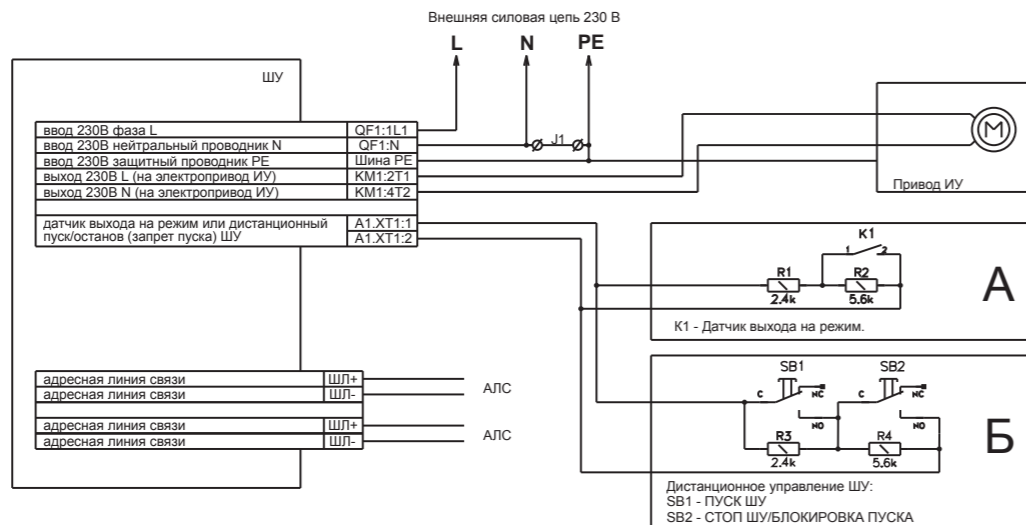 Внешняя силовая цепь 230 В
L N PE
ШУ
ввод 230В фаза L QF1:1L1
ввод 230В нейтральный проводник N QF1:N
J1
ввод 230В защитный проводник PE Шина PE
выход 230В L (на электропривод ИУ) KM1:2T1
выход 230В N (на электропривод ИУ) KM1:4T2
M
Привод ИУ
датчик выхода на режим или дистанционный A1.XT1:1
пуск/останов (запрет пуска) ШУ A1.XT1:2
K1
1 2
R1 R2
2.4k 5.6k
А
К1 - Датчик выхода на режим.
адресная линия связи ШЛ+
адресная линия связи ШЛ-
АЛС
адресная линия связи ШЛ+
адресная линия связи ШЛ-
АЛС
SB1 SB2
C NC C NC
NO NO
R3 R4
2.4k 5.6k
Б
Дистанционное управление ШУ:
SB1 - ПУСК ШУ
SB2 - СТОП ШУ/БЛОКИРОВКА ПУСКА